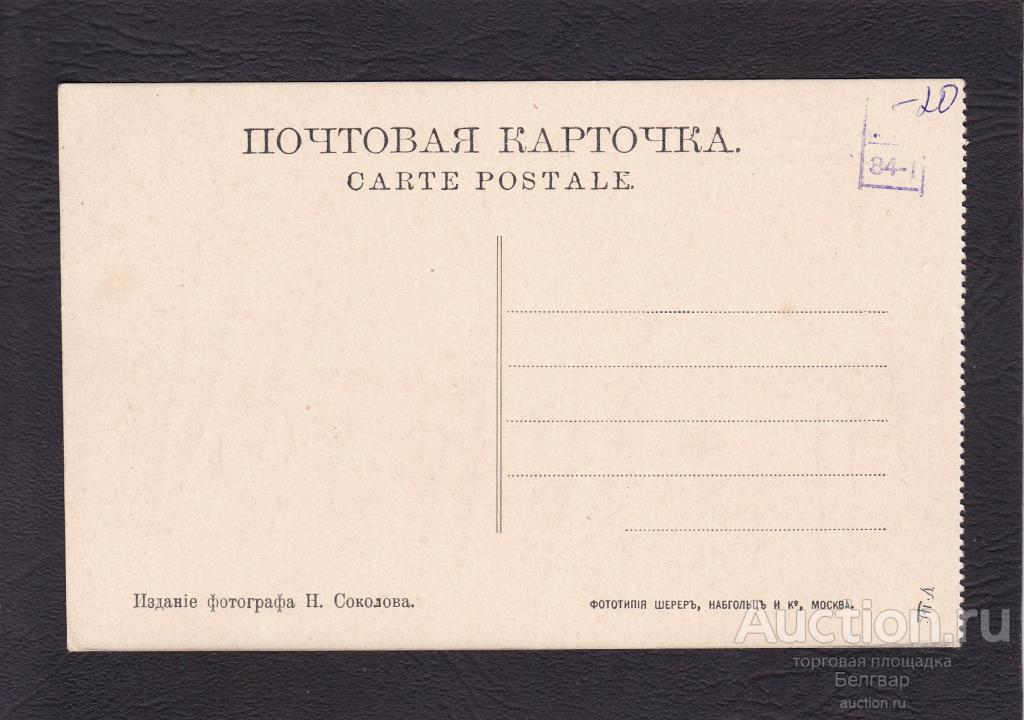 -20
ПОЧТОВАЯ КАРТОЧКА.
84-1
CARTE POSTALE.
Изданіе фотографа Н. Соколова.
ФОТОТИПІЯ ШЕРЕРЪ, НАБГОЛЬЦЪ И Кº, МОСКВА.
Auction.ru
торговая площадка
Белгвар
auction.ru